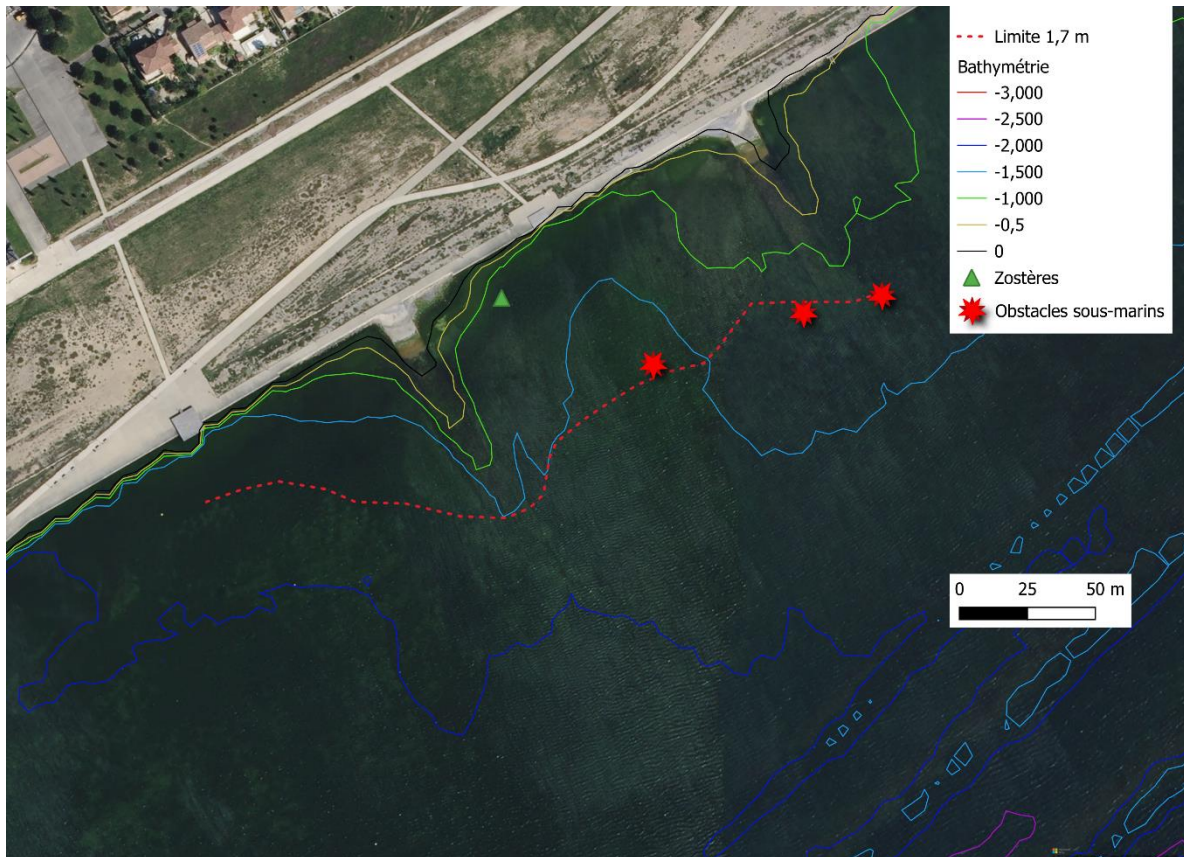 Limite 1,7 m
Bathymétrie
-3,000
-2,500
-2,000
-1,500
-1,000
-0,5
0
Zostères
Obstacles sous-marins
0 25 50 m